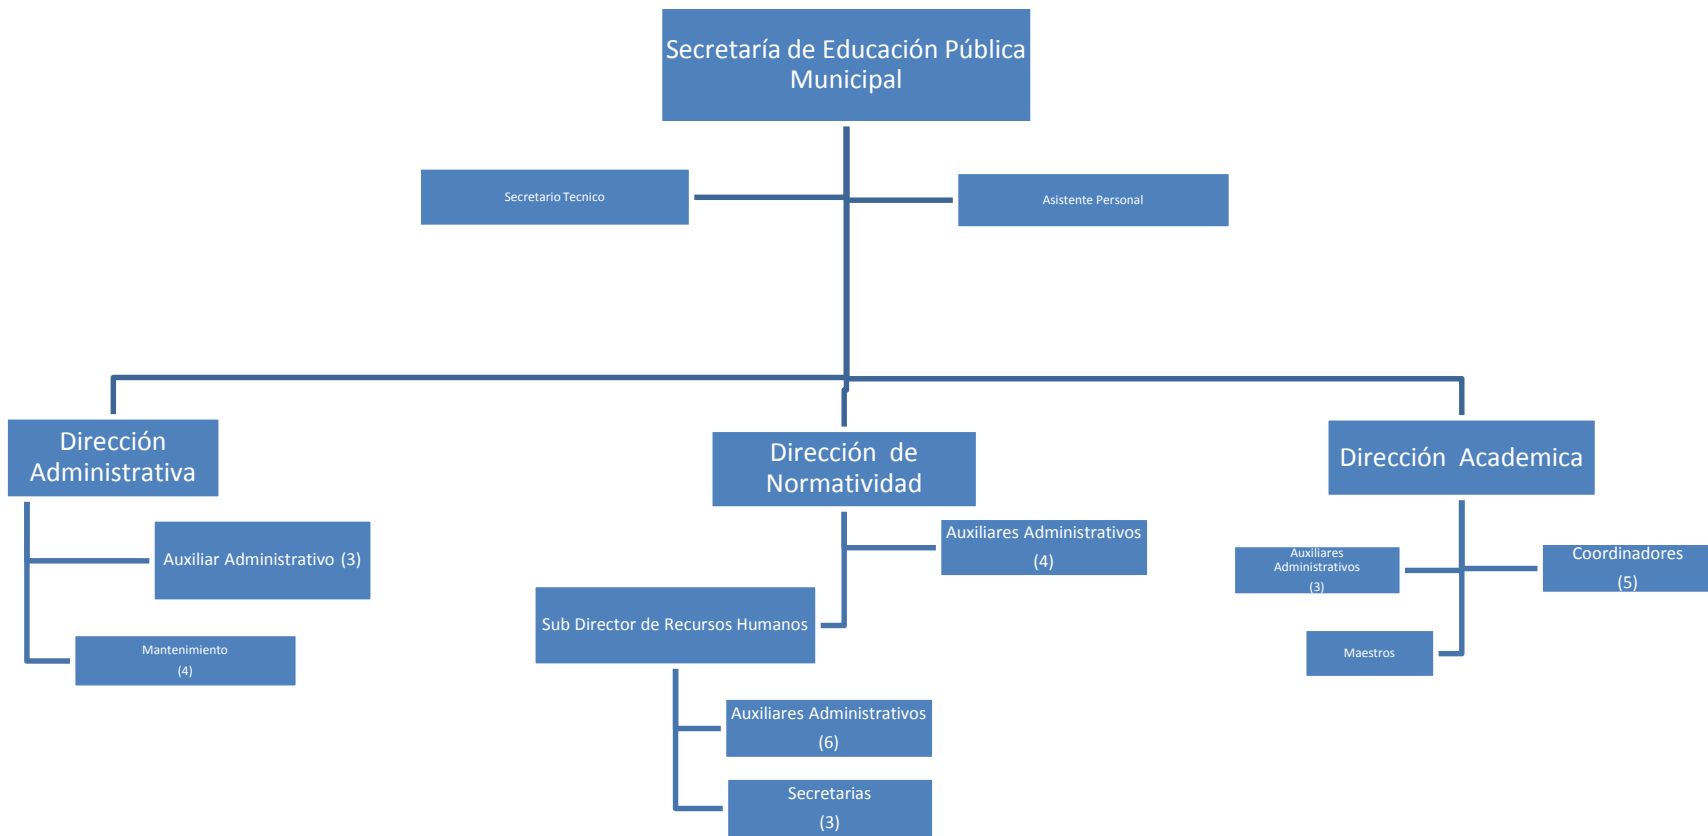 Secretaría de Educación Pública
Municipal
Secretario Tecnico
Asistente Personal
Dirección
Administrativa
Auxiliar Administrativo (3)
Mantenimiento
(4)
Dirección de
Normatividad
Auxiliares Administrativos
(4)
Sub Director de Recursos Humanos
Auxiliares Administrativos
(6)
Secretarias
(3)
Dirección Academica
Auxiliares
Administrativos
(3)
Coordinadores
(5)
Maestros